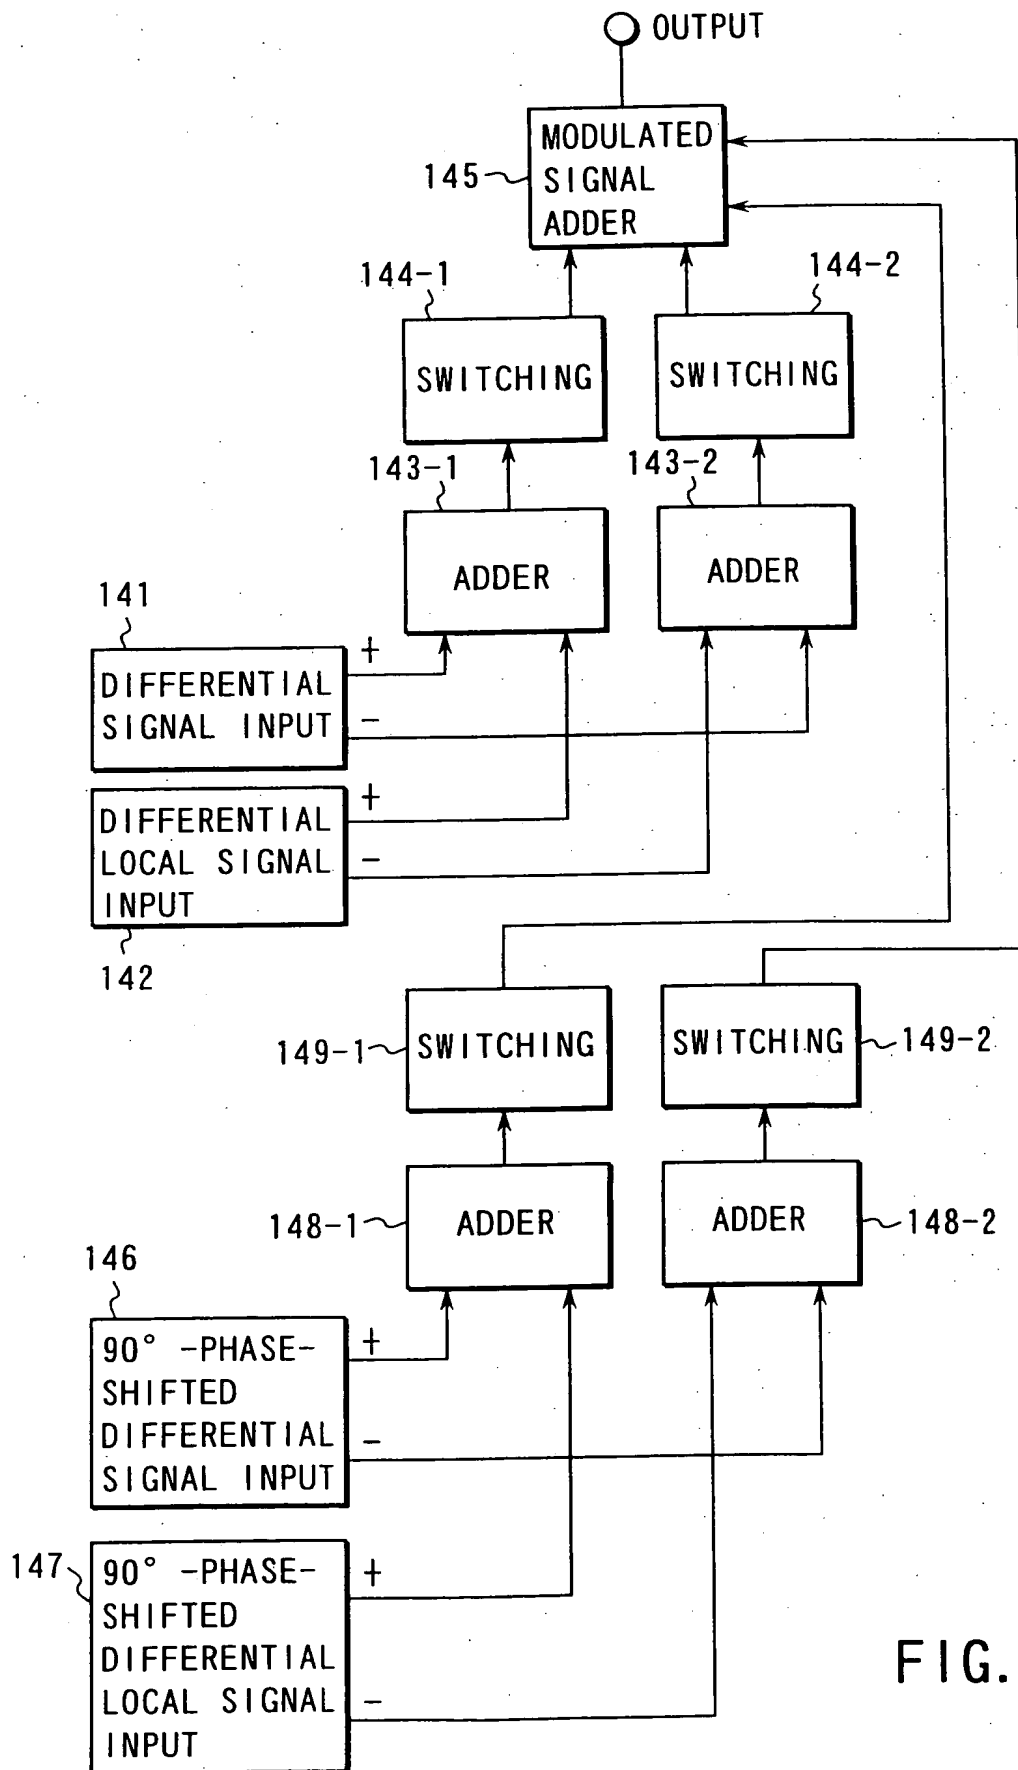 OUTPUT
MODULATED
SIGNAL
ADDER
145
144-1
144-2
SWITCHING
SWITCHING
143-1
143-2
ADDER
ADDER
141
+
DIFFERENTIAL
SIGNAL INPUT
-
+
DIFFERENTIAL
LOCAL SIGNAL
INPUT
-
142
149-1
SWITCHING
SWITCHING
149-2
148-1
ADDER
ADDER
148-2
146
+
90° -PHASE-
SHIFTED
DIFFERENTIAL
SIGNAL INPUT
-
147
+
90° -PHASE-
SHIFTED
DIFFERENTIAL
LOCAL SIGNAL
INPUT
-
FIG.